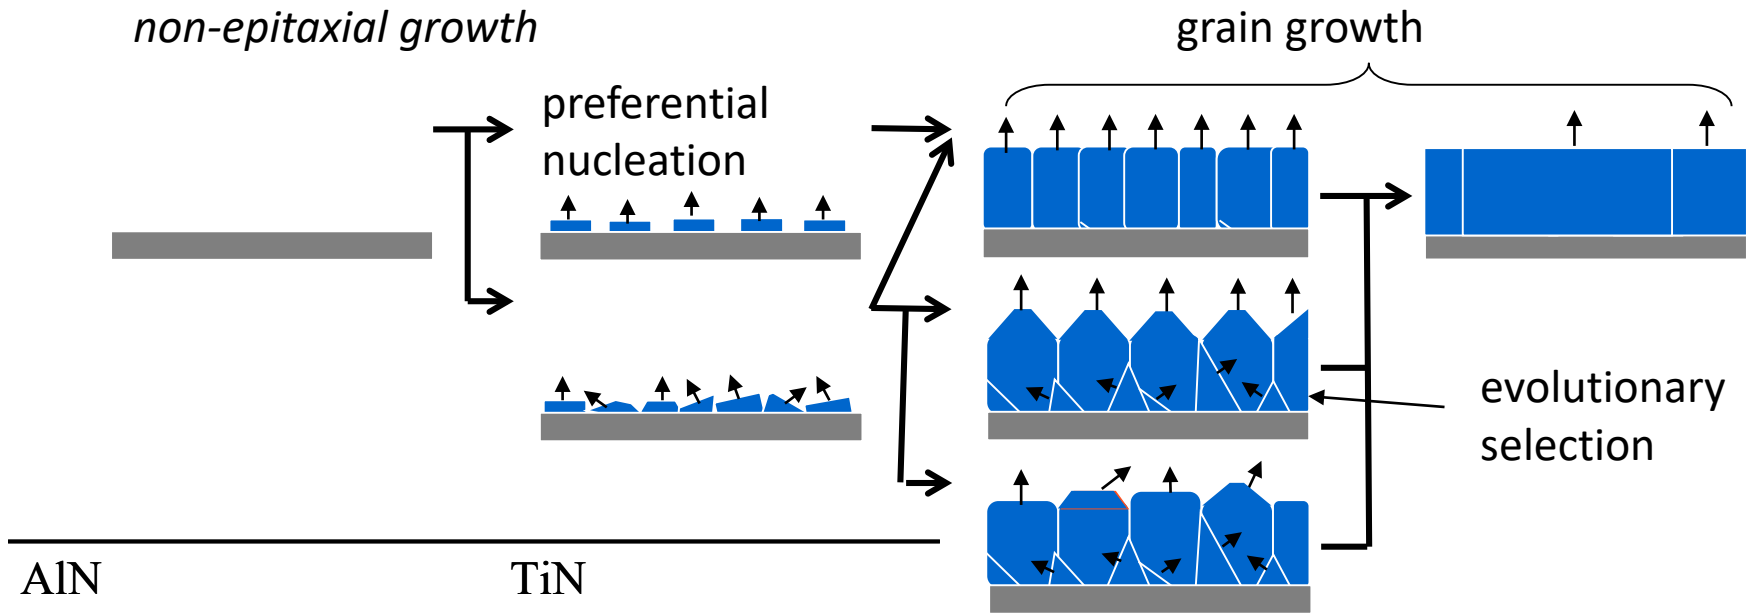 non-epitaxial growth
grain growth
preferential
nucleation
evolutionary
selection
AlN
TiN